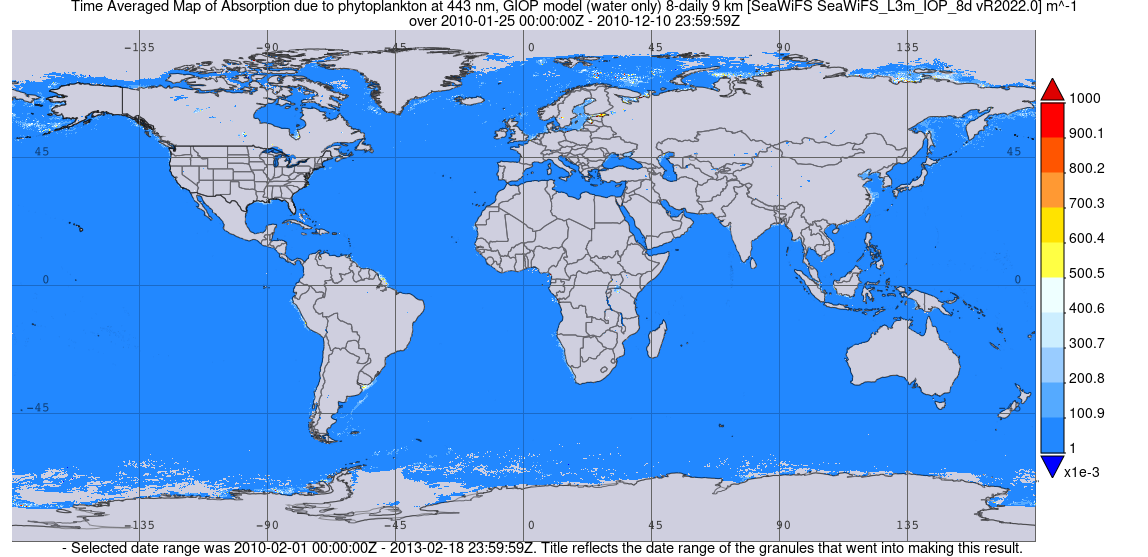 Time Averaged Map of Absorption due to phytoplankton at 443 nm, GIOP model (water only) 8-daily 9 km [SeaWiFS SeaWiFS_L3m_IOP_8d vR2022.0] m^-1
over 2010-01-25 00:00:00Z - 2010-12-10 23:59:59Z
-135 -90 -45 0 45 90 135
1000
900.1
45 45
800.2
700.3
600.4
0 0
500.5
400.6
300.7
200.8
-45 100.9
1
x1e-3
-135 -90 -45 0 45 90 135
- Selected date range was 2010-02-01 00:00:00Z - 2013-02-18 23:59:59Z. Title reflects the date range of the granules that went into making this result.